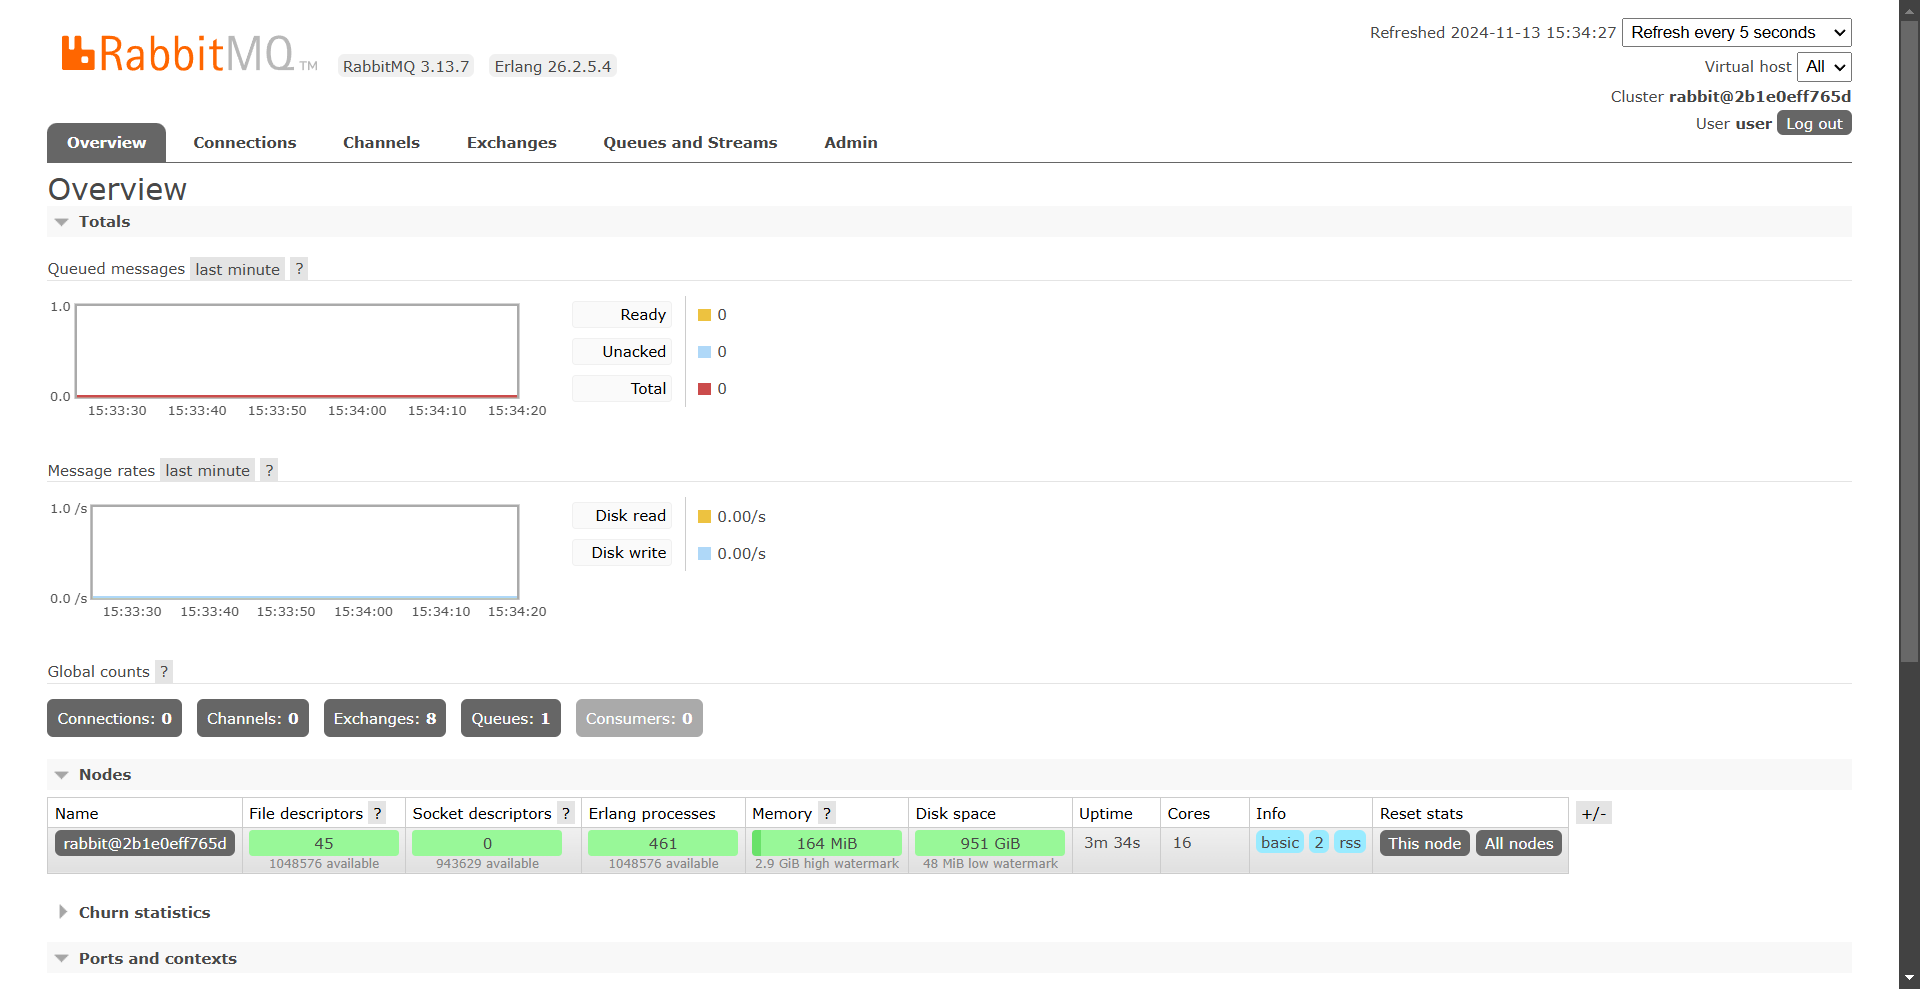 RabbitMQ TM RabbitMQ 3.13.7 Erlang 26.2.5.4
Refreshed 2024-11-13 15:34:27 Refresh every 5 seconds
Virtual host All
Cluster rabbit@2b1e0eff765d
User user Log out
Overview Connections Channels Exchanges Queues and Streams Admin
Overview
Totals
Queued messages last minute ?
1.0
0.0
15:33:30 15:33:40 15:33:50 15:34:00 15:34:10 15:34:20
Ready 0
Unacked 0
Total 0
Message rates last minute ?
1.0 /s
0.0 /s
15:33:30 15:33:40 15:33:50 15:34:00 15:34:10 15:34:20
Disk read 0.00/s
Disk write 0.00/s
Global counts ?
Connections: 0 Channels: 0 Exchanges: 8 Queues: 1 Consumers: 0
Nodes
Name File descriptors ? Socket descriptors ? Erlang processes Memory ? Disk space Uptime Cores Info Reset stats +/-
rabbit@2b1e0eff765d 45 0 461 164 MiB 951 GiB 3m 34s 16 basic 2 rss This node All nodes
1048576 available 943629 available 1048576 available 2.9 GiB high watermark 48 MiB low watermark
Churn statistics
Ports and contexts